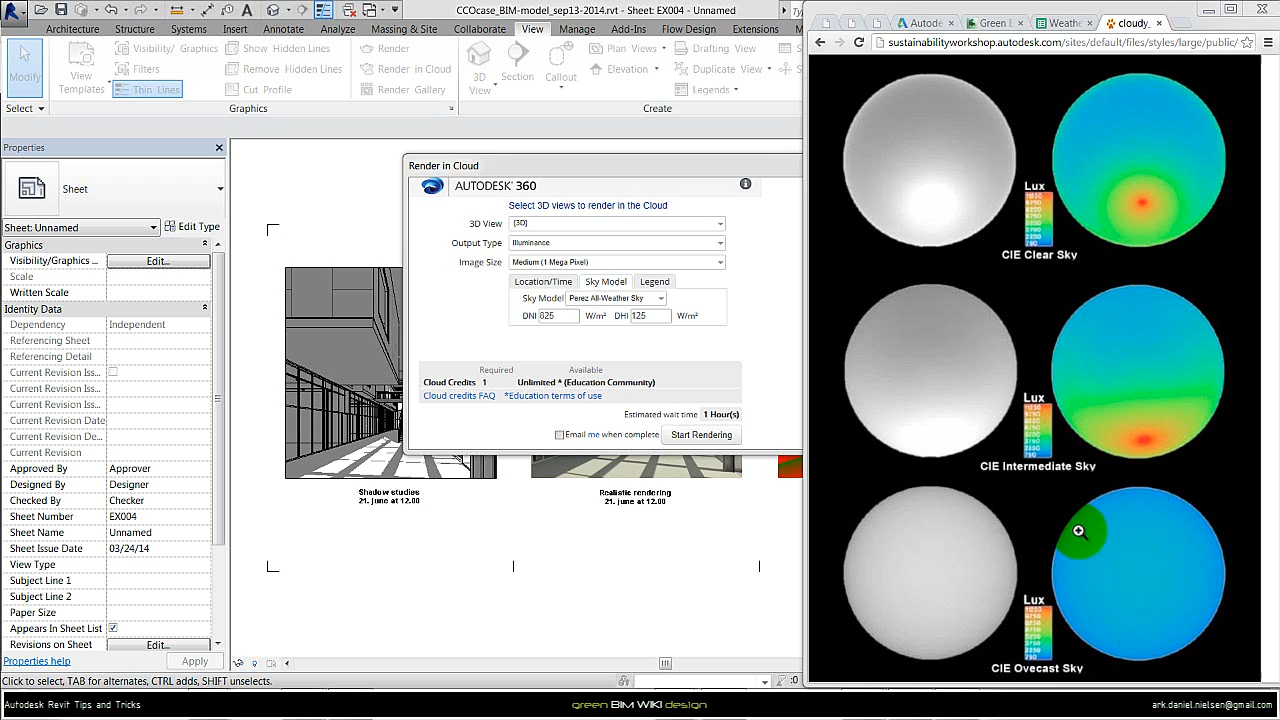 CCOcase_BIM-model_sep13-2014.rvt - Sheet: EX004
Architecture Structure Systems Insert Annotate Analyze Massing & Site Collaborate View Manage Add-Ins Flow Design Extensions
Modify
View Templates
Visibility/ Graphics
Filters
Thin Lines
Show Hidden Lines
Remove Hidden Lines
Cut Profile
Render
Render in Cloud
Render Gallery
3D View
Section
Callout
Plan Views
Elevation
Drafting View
Duplicate View
Legends
Select
Graphics
Create
Properties
Sheet
Sheet: Unnamed
Edit Type
Graphics
Visibility/Graphics ... Edit...
Scale
Written Scale
Identity Data
Dependency Independent
Referencing Sheet
Referencing Detail
Current Revision Iss...
Current Revision Iss...
Current Revision Iss...
Current Revision Date
Current Revision De...
Current Revision
Approved By Approver
Designed By Designer
Checked By Checker
Sheet Number EX004
Sheet Name Unnamed
Sheet Issue Date 03/24/14
View Type
Subject Line 1
Subject Line 2
Paper Size
Appears In Sheet List
Revisions on Sheet Edit...
Properties help Apply
Click to select, TAB for alternates, CTRL adds, SHIFT unselects.
:0
Render in Cloud
AUTODESK® 360
Select 3D views to render in the Cloud
3D View {3D}
Output Type Illuminance
Image Size Medium (1 Mega Pixel)
Location/Time Sky Model Legend
Sky Model Perez All-Weather Sky
DNI 825 W/m² DHI 125 W/m²
Required Available
Cloud Credits 1 Unlimited * (Education Community)
Cloud credits FAQ *Education terms of use
Estimated wait time 1 Hour(s)
Email me when complete Start Rendering
Shadow studies
21. june at 12.00
Realistic rendering
21. june at 12.00
Autode Green B Weathe cloudy_
sustainabilityworkshop.autodesk.com/sites/default/files/styles/large/public/
Lux
CIE Clear Sky
Lux
CIE Intermediate Sky
Lux
CIE Ovecast Sky
Autodesk Revit Tips and Tricks
green BIM WIKI design
ark.daniel.nielsen@gmail.com